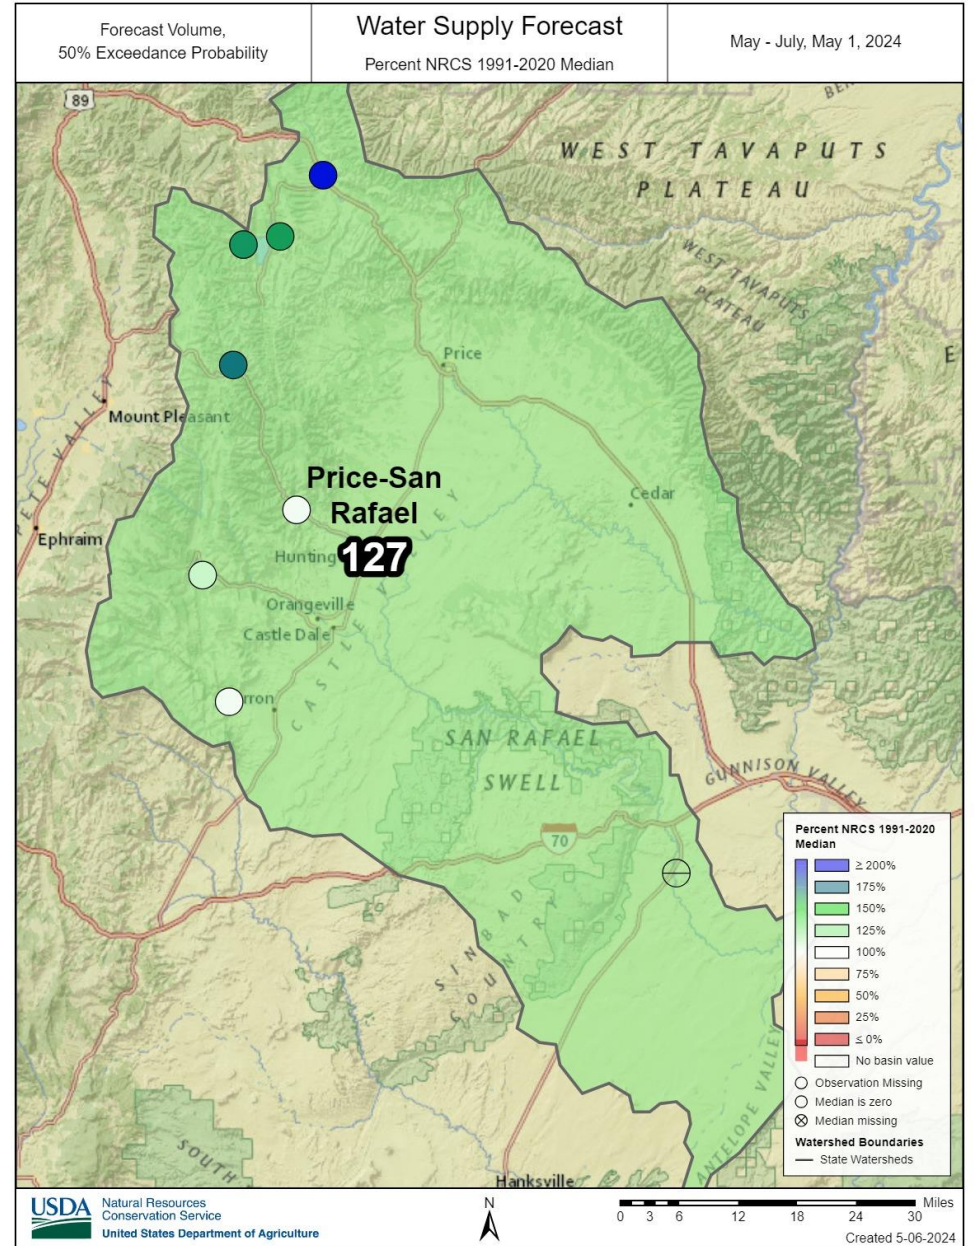 Forecast Volume,
50% Exceedance Probability
Water Supply Forecast
Percent NRCS 1991-2020 Median
May - July, May 1, 2024
89
WEST TAVAPUTS
PLATEAU
WEST TAVAPUTS
PLATEAU
Price
Mount Pleasant
Price-San
Rafael
127
Cedar
Ephraim
Hunting
Orangeville
Castle Dale
CASTLE
rron
SAN RAFAEL
SWELL
GUNNISON VALLEY
70
SINBAD
COUNTRY
ANTELOPE VALLEY
SOUTH
Hanksville
Percent NRCS 1991-2020
Median
≥ 200%
175%
150%
125%
100%
75%
50%
25%
≤ 0%
No basin value
Observation Missing
Median is zero
Median missing
Watershed Boundaries
State Watersheds
USDA
Natural Resources
Conservation Service
United States Department of Agriculture
N
Miles
0 3 6 12 18 24 30
Created 5-06-2024